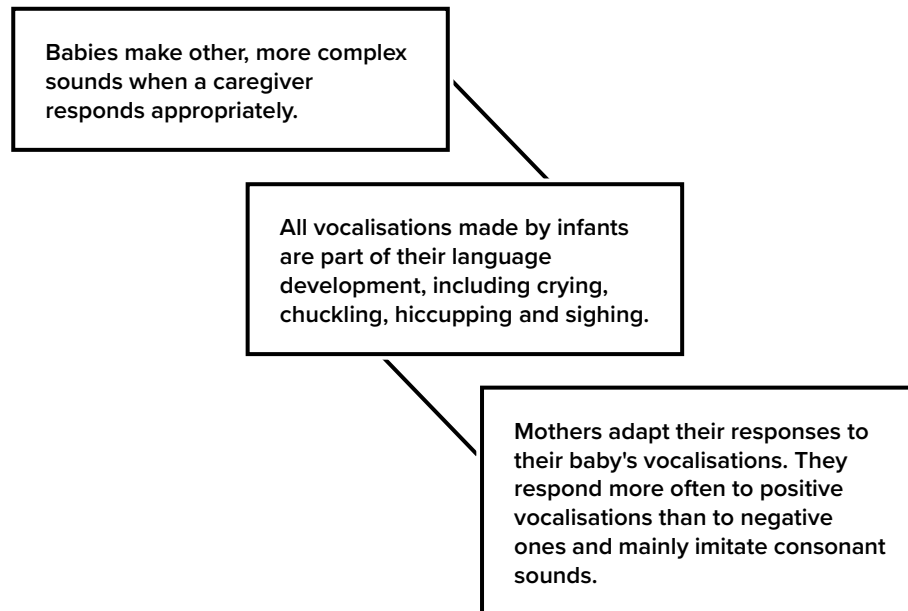 Babies make other, more complex
sounds when a caregiver
responds appropriately.
All vocalisations made by infants
are part of their language
development, including crying,
chuckling, hiccupping and sighing.
Mothers adapt their responses to
their baby's vocalisations. They
respond more often to positive
vocalisations than to negative
ones and mainly imitate consonant
sounds.